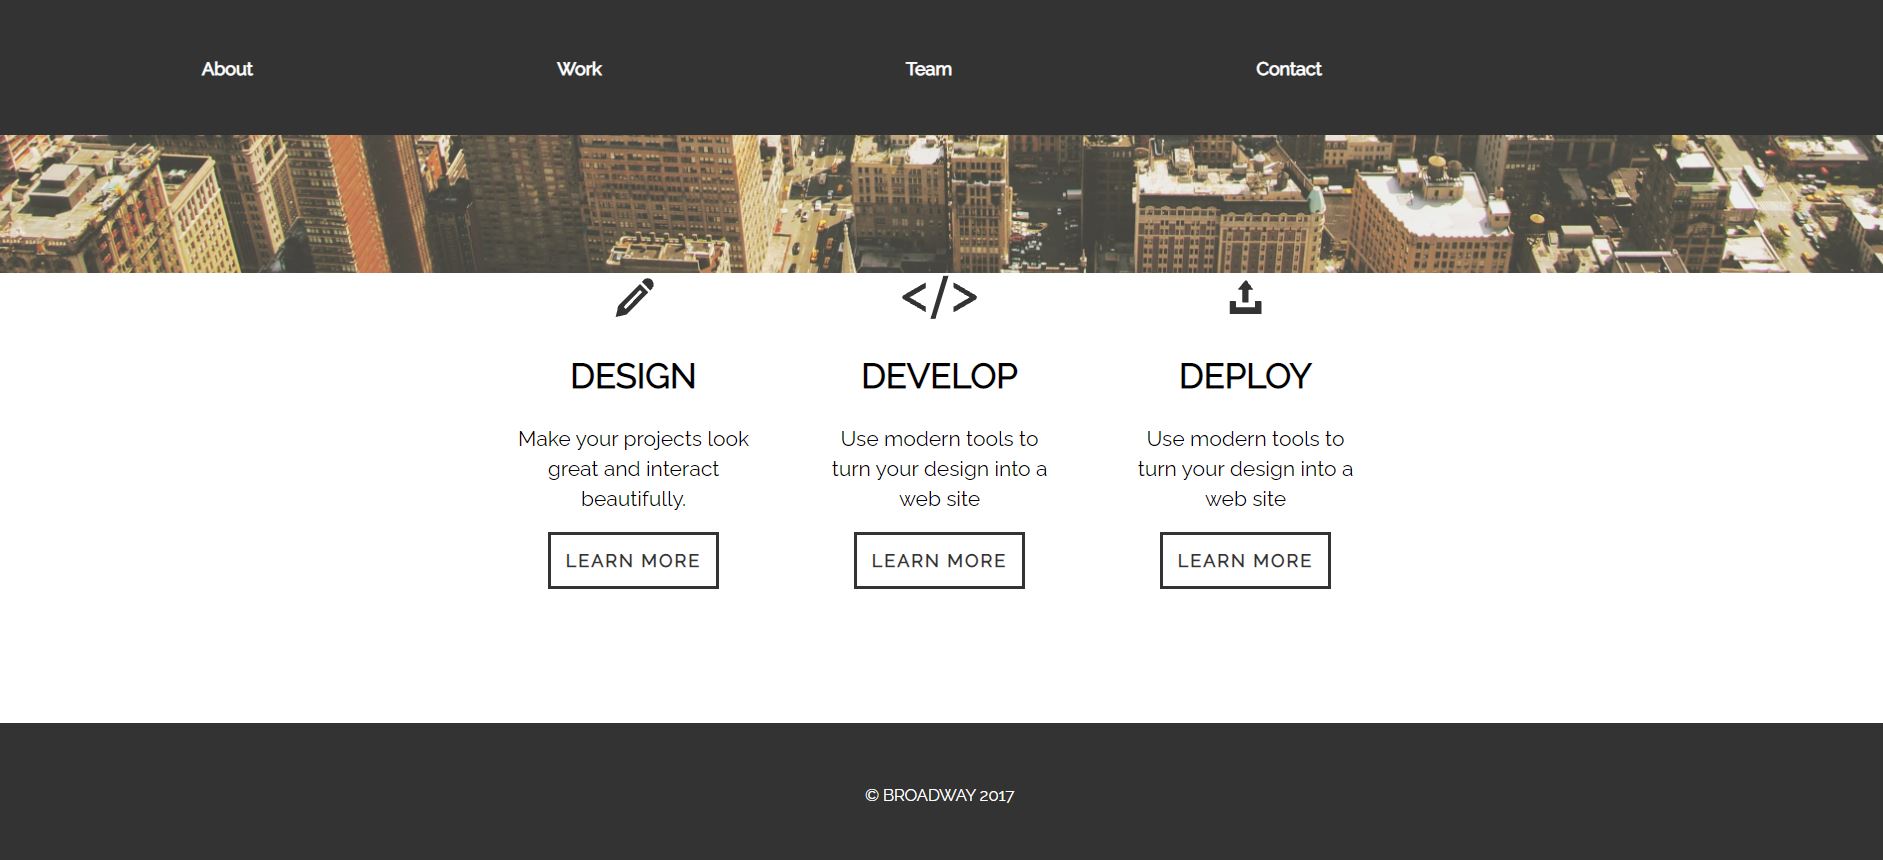 About
Work
Team
Contact
</>
DESIGN
Make your projects look
great and interact
beautifully.
LEARN MORE
DEVELOP
Use modern tools to
turn your design into a
web site
LEARN MORE
DEPLOY
Use modern tools to
turn your design into a
web site
LEARN MORE
© BROADWAY 2017